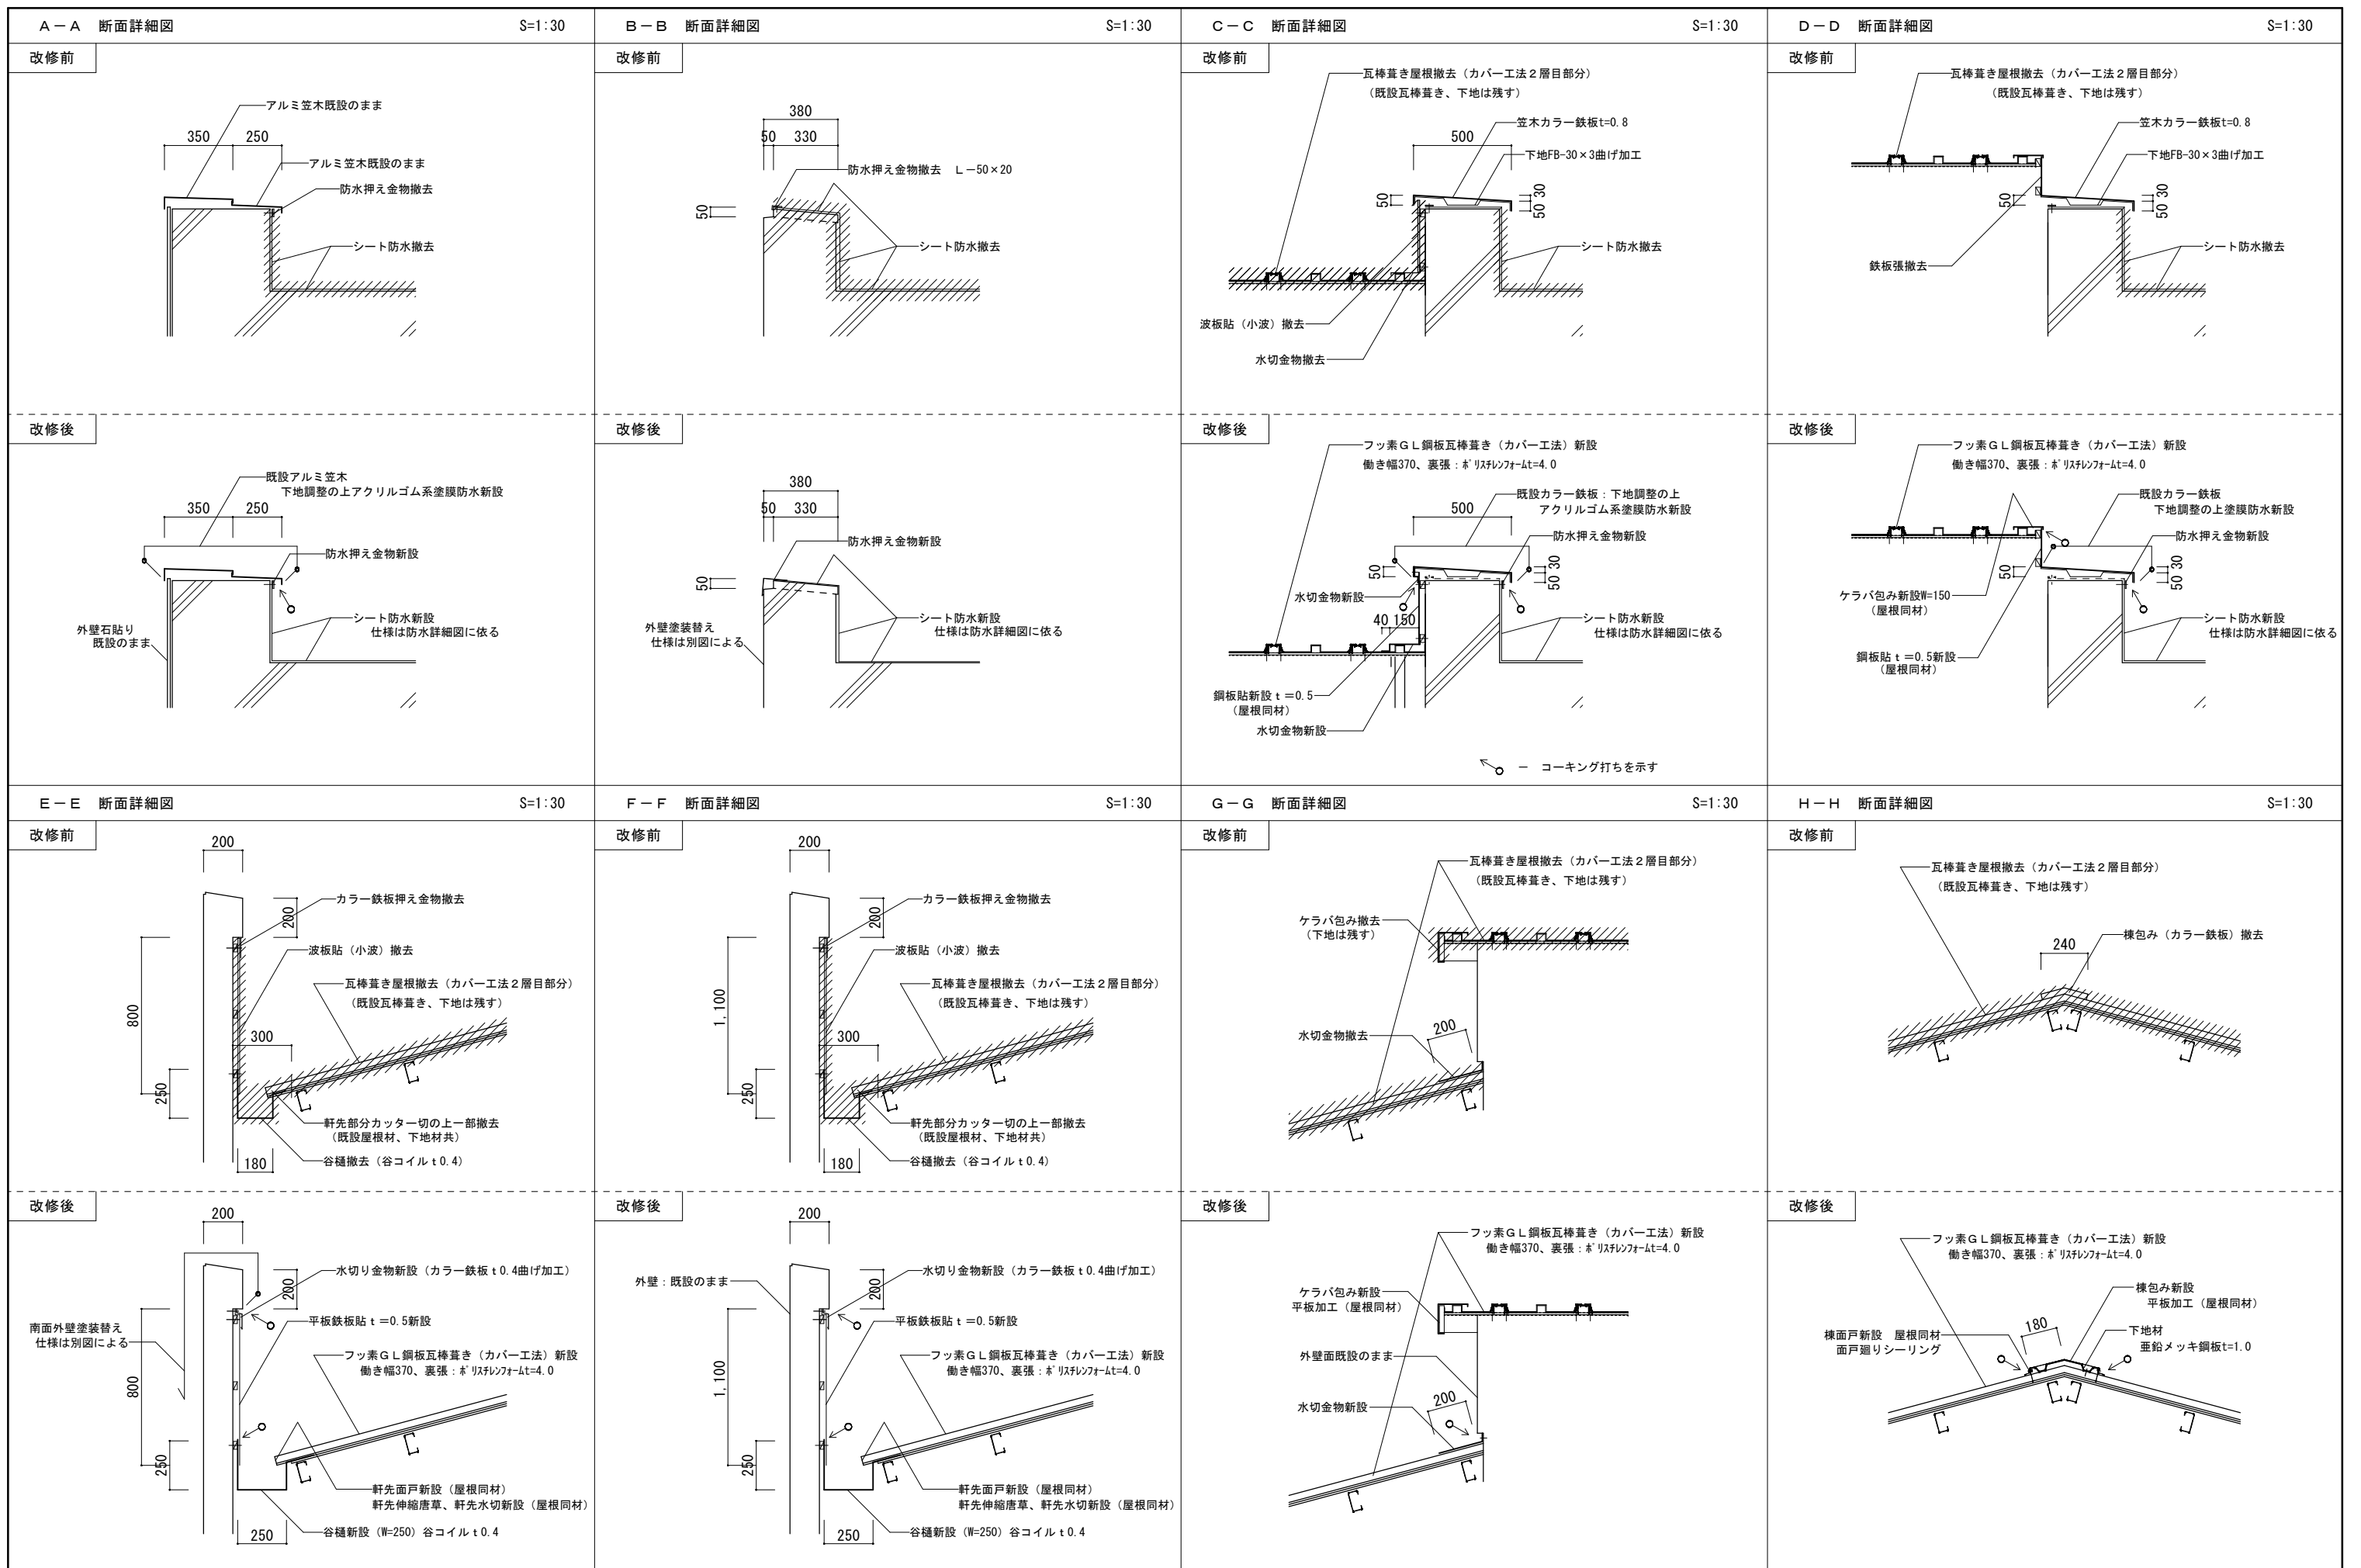 A－A 断面詳細図 S=1:30
改修前
アルミ笠木既設のまま
350 250
アルミ笠木既設のまま
防水押え金物撤去
シート防水撤去
改修後
既設アルミ笠木
下地調整の上アクリルゴム系塗膜防水新設
350 250
防水押え金物新設
外壁石貼り
既設のまま
シート防水新設
仕様は防水詳細図に依る
B－B 断面詳細図 S=1:30
改修前
380
50 330
防水押え金物撤去 L－50×20
50
シート防水撤去
改修後
380
50 330
防水押え金物新設
50
外壁塗装替え
仕様は別図による
シート防水新設
仕様は防水詳細図に依る
C－C 断面詳細図 S=1:30
改修前
瓦棒葺き屋根撤去（カバー工法２層目部分）
（既設瓦棒葺き、下地は残す）
笠木カラー鉄板t=0.8
500
下地FB-30×3曲げ加工
50
50 30
シート防水撤去
波板貼（小波）撤去
水切金物撤去
改修後
フッ素ＧＬ鋼板瓦棒葺き（カバー工法）新設
働き幅370、裏張：ﾎﾟﾘｽﾁﾚﾝﾌｫｰﾑt=4.0
既設カラー鉄板：下地調整の上
アクリルゴム系塗膜防水新設
500
防水押え金物新設
50
50 30
水切金物新設
40 150
シート防水新設
仕様は防水詳細図に依る
鋼板貼新設ｔ＝0.5
（屋根同材）
水切金物新設
－ コーキング打ちを示す
D－D 断面詳細図 S=1:30
改修前
瓦棒葺き屋根撤去（カバー工法２層目部分）
（既設瓦棒葺き、下地は残す）
笠木カラー鉄板t=0.8
下地FB-30×3曲げ加工
50
50 30
シート防水撤去
鉄板張撤去
改修後
フッ素ＧＬ鋼板瓦棒葺き（カバー工法）新設
働き幅370、裏張：ﾎﾟﾘｽﾁﾚﾝﾌｫｰﾑt=4.0
既設カラー鉄板
下地調整の上塗膜防水新設
防水押え金物新設
50
50 30
ケラバ包み新設W=150
（屋根同材）
シート防水新設
仕様は防水詳細図に依る
鋼板貼ｔ＝0.5新設
（屋根同材）
E－E 断面詳細図 S=1:30
改修前
200
カラー鉄板押え金物撤去
200
波板貼（小波）撤去
瓦棒葺き屋根撤去（カバー工法２層目部分）
（既設瓦棒葺き、下地は残す）
800
300
250
軒先部分カッター切の上一部撤去
（既設屋根材、下地材共）
谷樋撤去（谷コイルｔ0.4）
180
改修後
200
水切り金物新設（カラー鉄板ｔ0.4曲げ加工）
200
南面外壁塗装替え
仕様は別図による
平板鉄板貼ｔ＝0.5新設
フッ素ＧＬ鋼板瓦棒葺き（カバー工法）新設
働き幅370、裏張：ﾎﾟﾘｽﾁﾚﾝﾌｫｰﾑt=4.0
800
250
軒先面戸新設（屋根同材）
軒先伸縮唐草、軒先水切新設（屋根同材）
谷樋新設（W=250）谷コイルｔ0.4
250
F－F 断面詳細図 S=1:30
改修前
200
カラー鉄板押え金物撤去
200
波板貼（小波）撤去
瓦棒葺き屋根撤去（カバー工法２層目部分）
（既設瓦棒葺き、下地は残す）
1,100
300
250
軒先部分カッター切の上一部撤去
（既設屋根材、下地材共）
谷樋撤去（谷コイルｔ0.4）
180
改修後
200
外壁：既設のまま
水切り金物新設（カラー鉄板ｔ0.4曲げ加工）
200
平板鉄板貼ｔ＝0.5新設
フッ素ＧＬ鋼板瓦棒葺き（カバー工法）新設
働き幅370、裏張：ﾎﾟﾘｽﾁﾚﾝﾌｫｰﾑt=4.0
1,100
250
軒先面戸新設（屋根同材）
軒先伸縮唐草、軒先水切新設（屋根同材）
谷樋新設（W=250）谷コイルｔ0.4
250
G－G 断面詳細図 S=1:30
改修前
瓦棒葺き屋根撤去（カバー工法２層目部分）
（既設瓦棒葺き、下地は残す）
ケラバ包み撤去
（下地は残す）
水切金物撤去
200
改修後
フッ素ＧＬ鋼板瓦棒葺き（カバー工法）新設
働き幅370、裏張：ﾎﾟﾘｽﾁﾚﾝﾌｫｰﾑt=4.0
ケラバ包み新設
平板加工（屋根同材）
外壁面既設のまま
水切金物新設
200
H－H 断面詳細図 S=1:30
改修前
瓦棒葺き屋根撤去（カバー工法２層目部分）
（既設瓦棒葺き、下地は残す）
棟包み（カラー鉄板）撤去
240
改修後
フッ素ＧＬ鋼板瓦棒葺き（カバー工法）新設
働き幅370、裏張：ﾎﾟﾘｽﾁﾚﾝﾌｫｰﾑt=4.0
棟包み新設
平板加工（屋根同材）
棟面戸新設 屋根同材
面戸廻りシーリング
180
下地材
亜鉛メッキ鋼板t=1.0